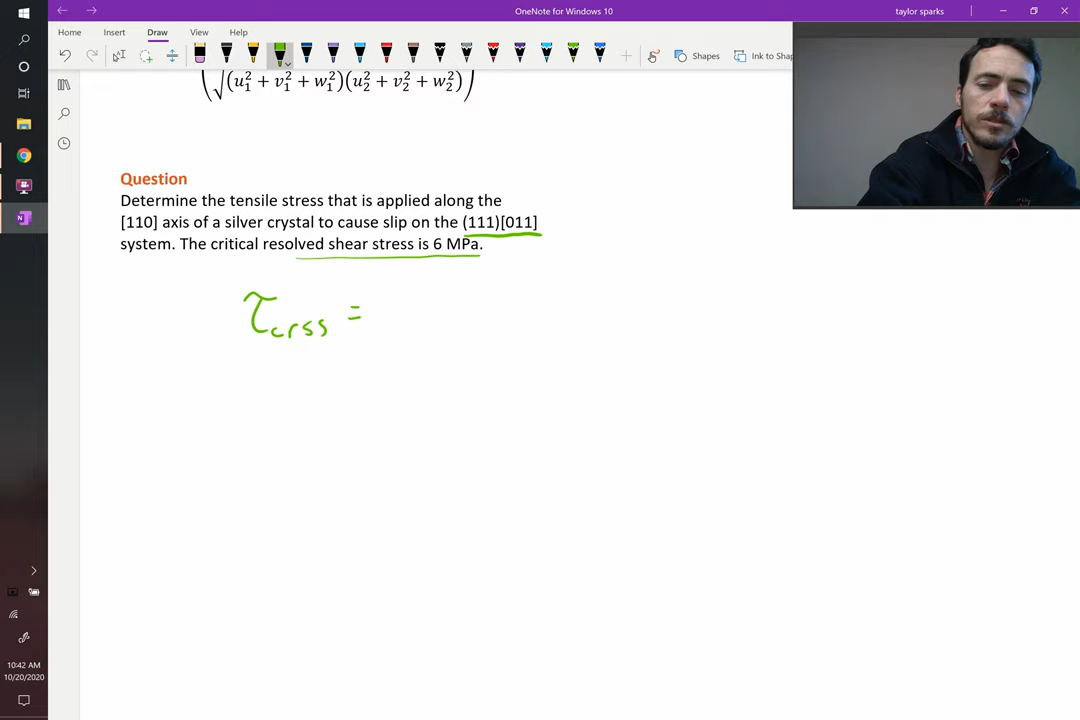 OneNote for Windows 10
taylor sparks
Home Insert Draw View Help
Shapes
Ink to Shap
(√(u₁² + v₁² + w₁²)(u₂² + v₂² + w₂²))
Question
Determine the tensile stress that is applied along the
[110] axis of a silver crystal to cause slip on the (111)[011]
system. The critical resolved shear stress is 6 MPa.
τcrss =
10:42 AM
10/20/2020